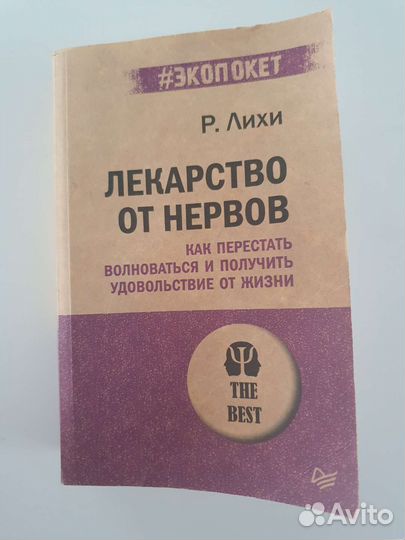 #ЭКОПОКЕТ
Р. ЛИХИ
ЛЕКАРСТВО
ОТ НЕРВОВ
КАК ПЕРЕСТАТЬ
ВОЛНОВАТЬСЯ И ПОЛУЧИТЬ
УДОВОЛЬСТВИЕ ОТ ЖИЗНИ
Ψ
THE
BEST
Avito